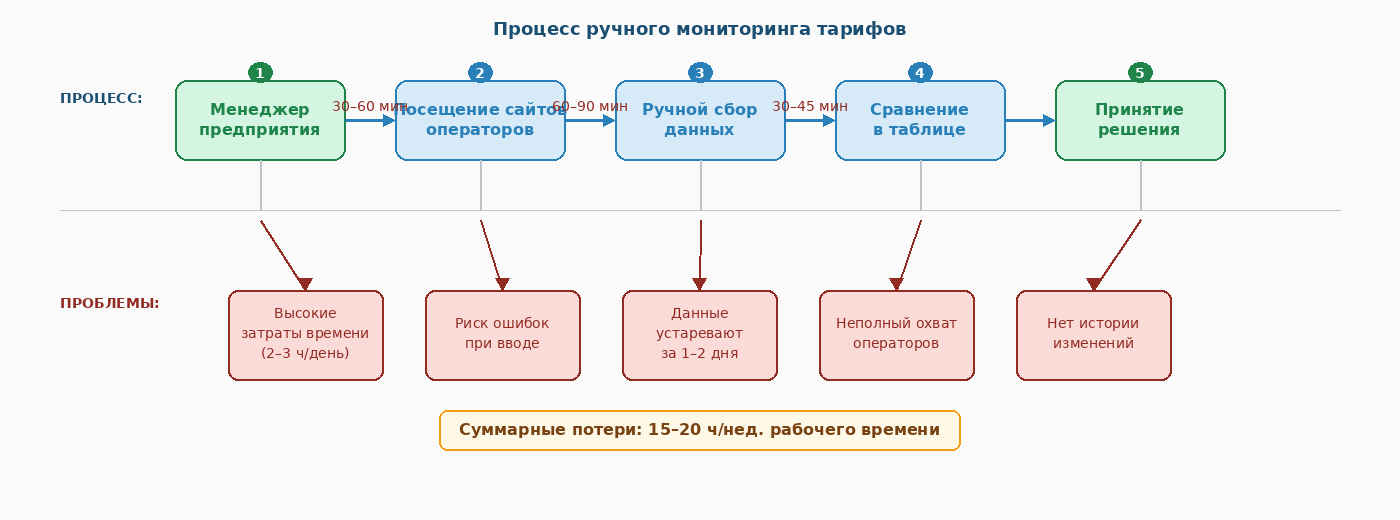 Процесс ручного мониторинга тарифов
1
2
3
4
5
ПРОЦЕСС:
Менеджер
предприятия
30–60 мин
Посещение сайтов
операторов
60–90 мин
Ручной сбор
данных
30–45 мин
Сравнение
в таблице
Принятие
решения
ПРОБЛЕМЫ:
Высокие
затраты времени
(2–3 ч/день)
Риск ошибок
при вводе
Данные
устаревают
за 1–2 дня
Неполный охват
операторов
Нет истории
изменений
Суммарные потери: 15–20 ч/нед. рабочего времени